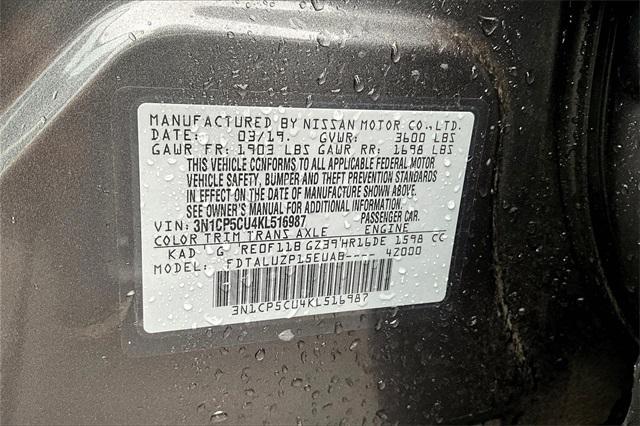 MANUFACTURED BY NISSAN MOTOR CO., LTD.
DATE: 03/19. GVWR: 3600 LBS
GAWR FR: 1903 LBS GAWR RR: 1698 LBS
THIS VEHICLE CONFORMS TO ALL APPLICABLE FEDERAL MOTOR
VEHICLE SAFETY, BUMPER AND THEFT PREVENTION STANDARDS
IN EFFECT ON THE DATE OF MANUFACTURE SHOWN ABOVE.
SEE OWNER'S MANUAL FOR ADDITIONAL INFORMATION.
VIN: 3N1CP5CU4KL516987 PASSENGER CAR.
COLOR TRIM TRANS AXLE ENGINE
KAD G RE0F11B GZ39 HR16DE 1598 CC
MODEL: FDTALUZP15EUAB---- 4Z000
3N1CP5CU4KL516987